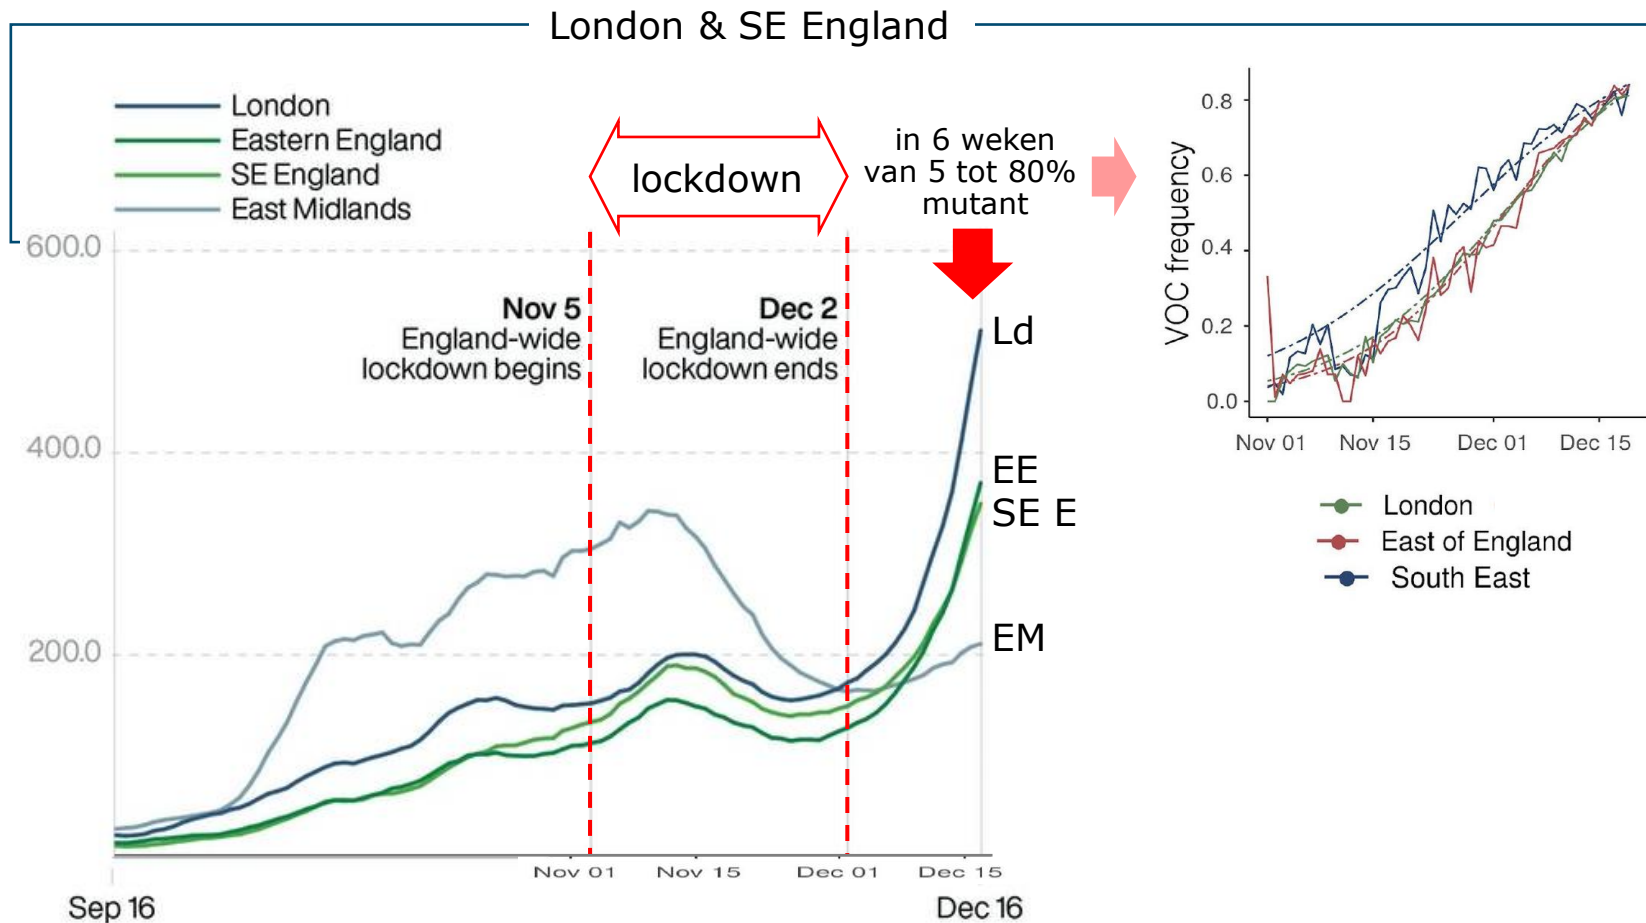 London & SE England
London
Eastern England
SE England
East Midlands
lockdown
in 6 weken
van 5 tot 80%
mutant
600.0
400.0
200.0
Nov 5
England-wide
lockdown begins
Dec 2
England-wide
lockdown ends
Ld
EE
SE E
EM
Nov 01
Nov 15
Dec 01
Dec 15
Sep 16
Dec 16
VOC frequency
0.8
0.6
0.4
0.2
0.0
Nov 01
Nov 15
Dec 01
Dec 15
London
East of England
South East